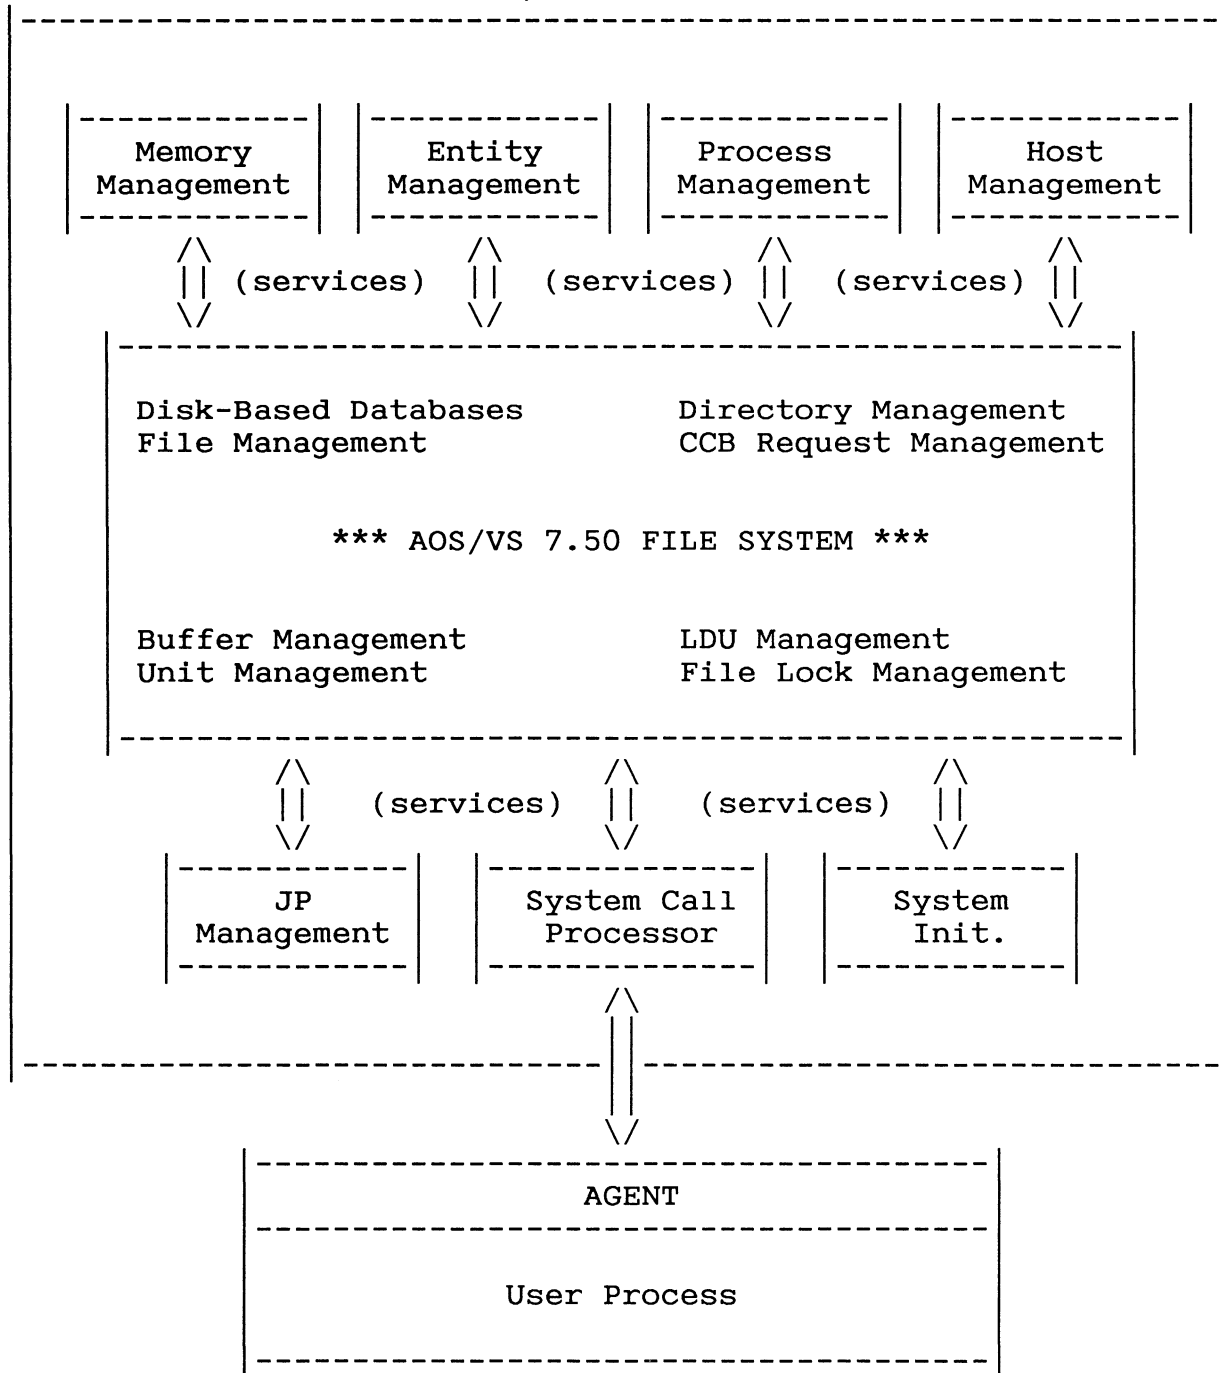 Memory Entity Process Host
Management Management Management Management
(services) (services) (services)
Disk-Based Databases Directory Management
File Management CCB Request Management
*** AOS/VS 7.50 FILE SYSTEM ***
Buffer Management LDU Management
Unit Management File Lock Management
(services) (services)
JP System Call System
Management Processor Init.
AGENT
User Process